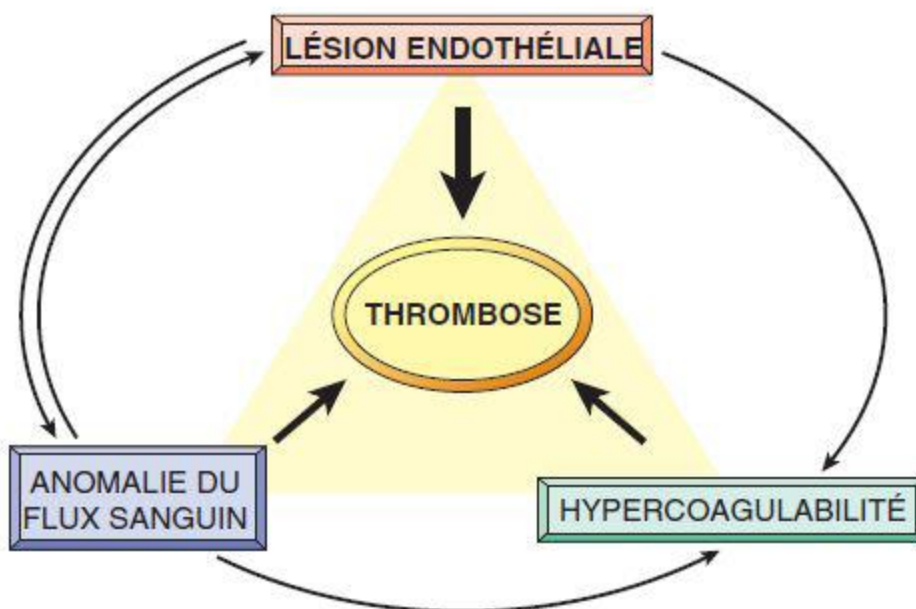 LÉSION ENDOTHÉLIALE
THROMBOSE
ANOMALIE DU
FLUX SANGUIN
HYPERCOAGULABILITÉ